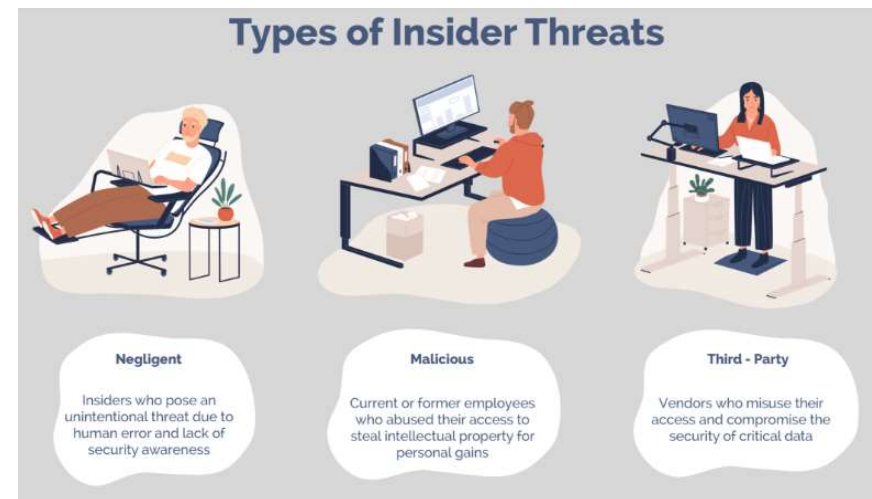 Types of Insider Threats
Negligent
Insiders who pose an
unintentional threat due to
human error and lack of
security awareness
Malicious
Current or former employees
who abused their access to
steal intellectual property for
personal gains
Third - Party
Vendors who misuse their
access and compromise the
security of critical data